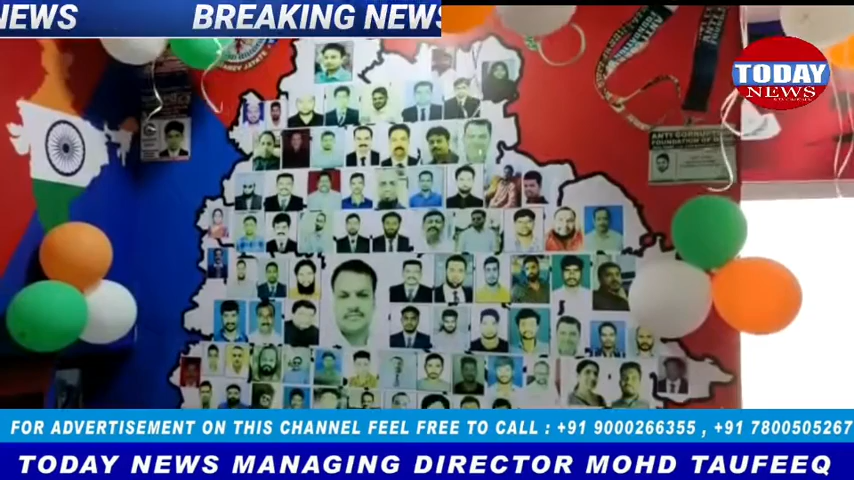 NEWS BREAKING NEWS
TODAY
NEWS
ANTI CORRUPTION
FOUNDATION OF
FOR ADVERTISEMENT ON THIS CHANNEL FEEL FREE TO CALL : +91 9000266355 , +91 7800505267
TODAY NEWS MANAGING DIRECTOR MOHD TAUFEEQ